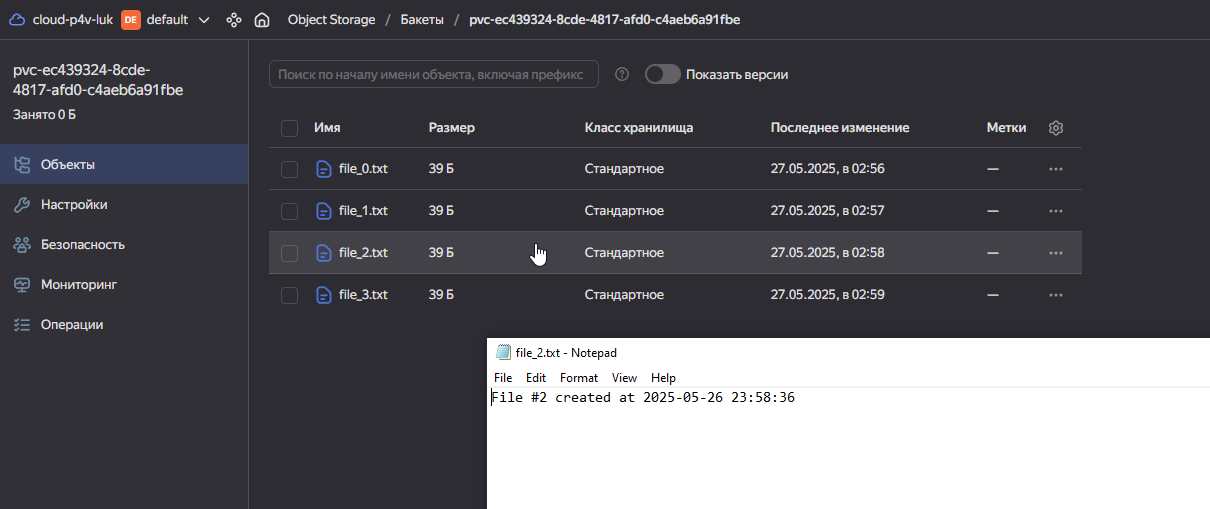 cloud-p4v-luk DE default Object Storage / Бакеты / pvc-ec439324-8cde-4817-afd0-c4aeb6a91fbe
pvc-ec439324-8cde-
4817-afd0-c4aeb6a91fbe
Занято 0 Б
Объекты
Настройки
Безопасность
Мониторинг
Операции
Поиск по началу имени объекта, включая префикс ? Показать версии
Имя Размер Класс хранилища Последнее изменение Метки
file_0.txt 39 Б Стандартное 27.05.2025, в 02:56 —
file_1.txt 39 Б Стандартное 27.05.2025, в 02:57 —
file_2.txt 39 Б Стандартное 27.05.2025, в 02:58 —
file_3.txt 39 Б Стандартное 27.05.2025, в 02:59 —
file_2.txt - Notepad
File Edit Format View Help
File #2 created at 2025-05-26 23:58:36